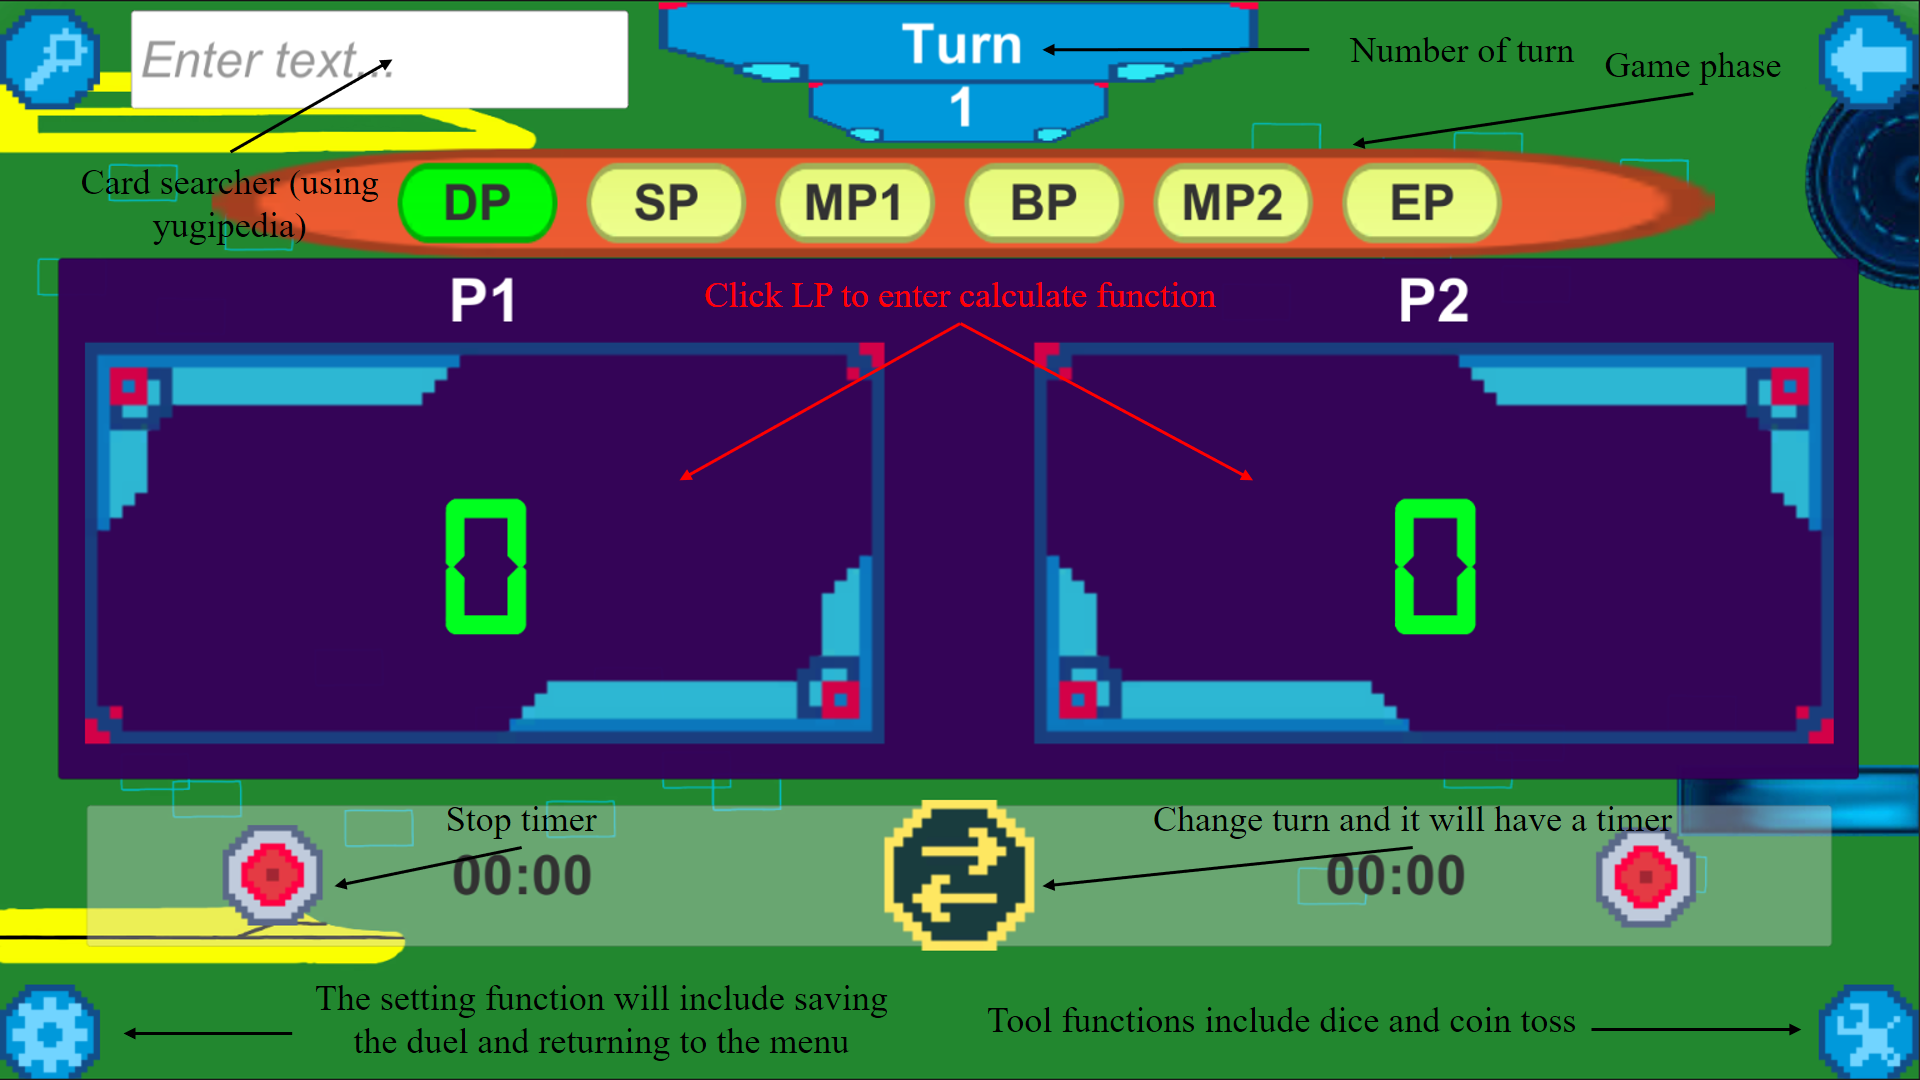 Enter text...
Turn
1
Number of turn
Game phase
Card searcher (using
yugipedia)
DP
SP
MP1
BP
MP2
EP
P1
Click LP to enter calculate function
P2
0
0
Stop timer
Change turn and it will have a timer
00:00
00:00
The setting function will include saving
the duel and returning to the menu
Tool functions include dice and coin toss